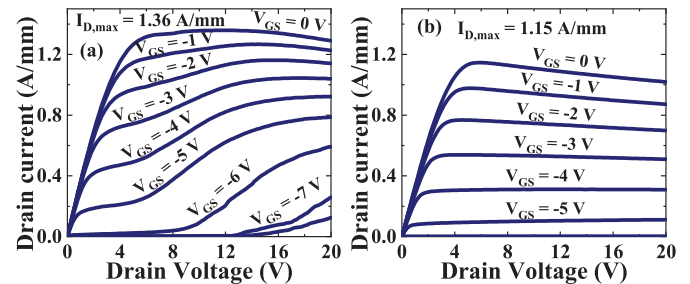 I_D,max = 1.36 A/mm
V_GS = 0 V
(a)
V_GS = -1 V
V_GS = -2 V
V_GS = -3 V
V_GS = -4 V
V_GS = -5 V
V_GS = -6 V
V_GS = -7 V
Drain current (A/mm)
1.2
0.8
0.4
0.0
0 4 8 12 16 20
Drain Voltage (V)
(b)
I_D,max = 1.15 A/mm
V_GS = 0 V
V_GS = -1 V
V_GS = -2 V
V_GS = -3 V
V_GS = -4 V
V_GS = -5 V
Drain current (A/mm)
1.2
0.8
0.4
0.0
0 4 8 12 16 20
Drain Voltage (V)